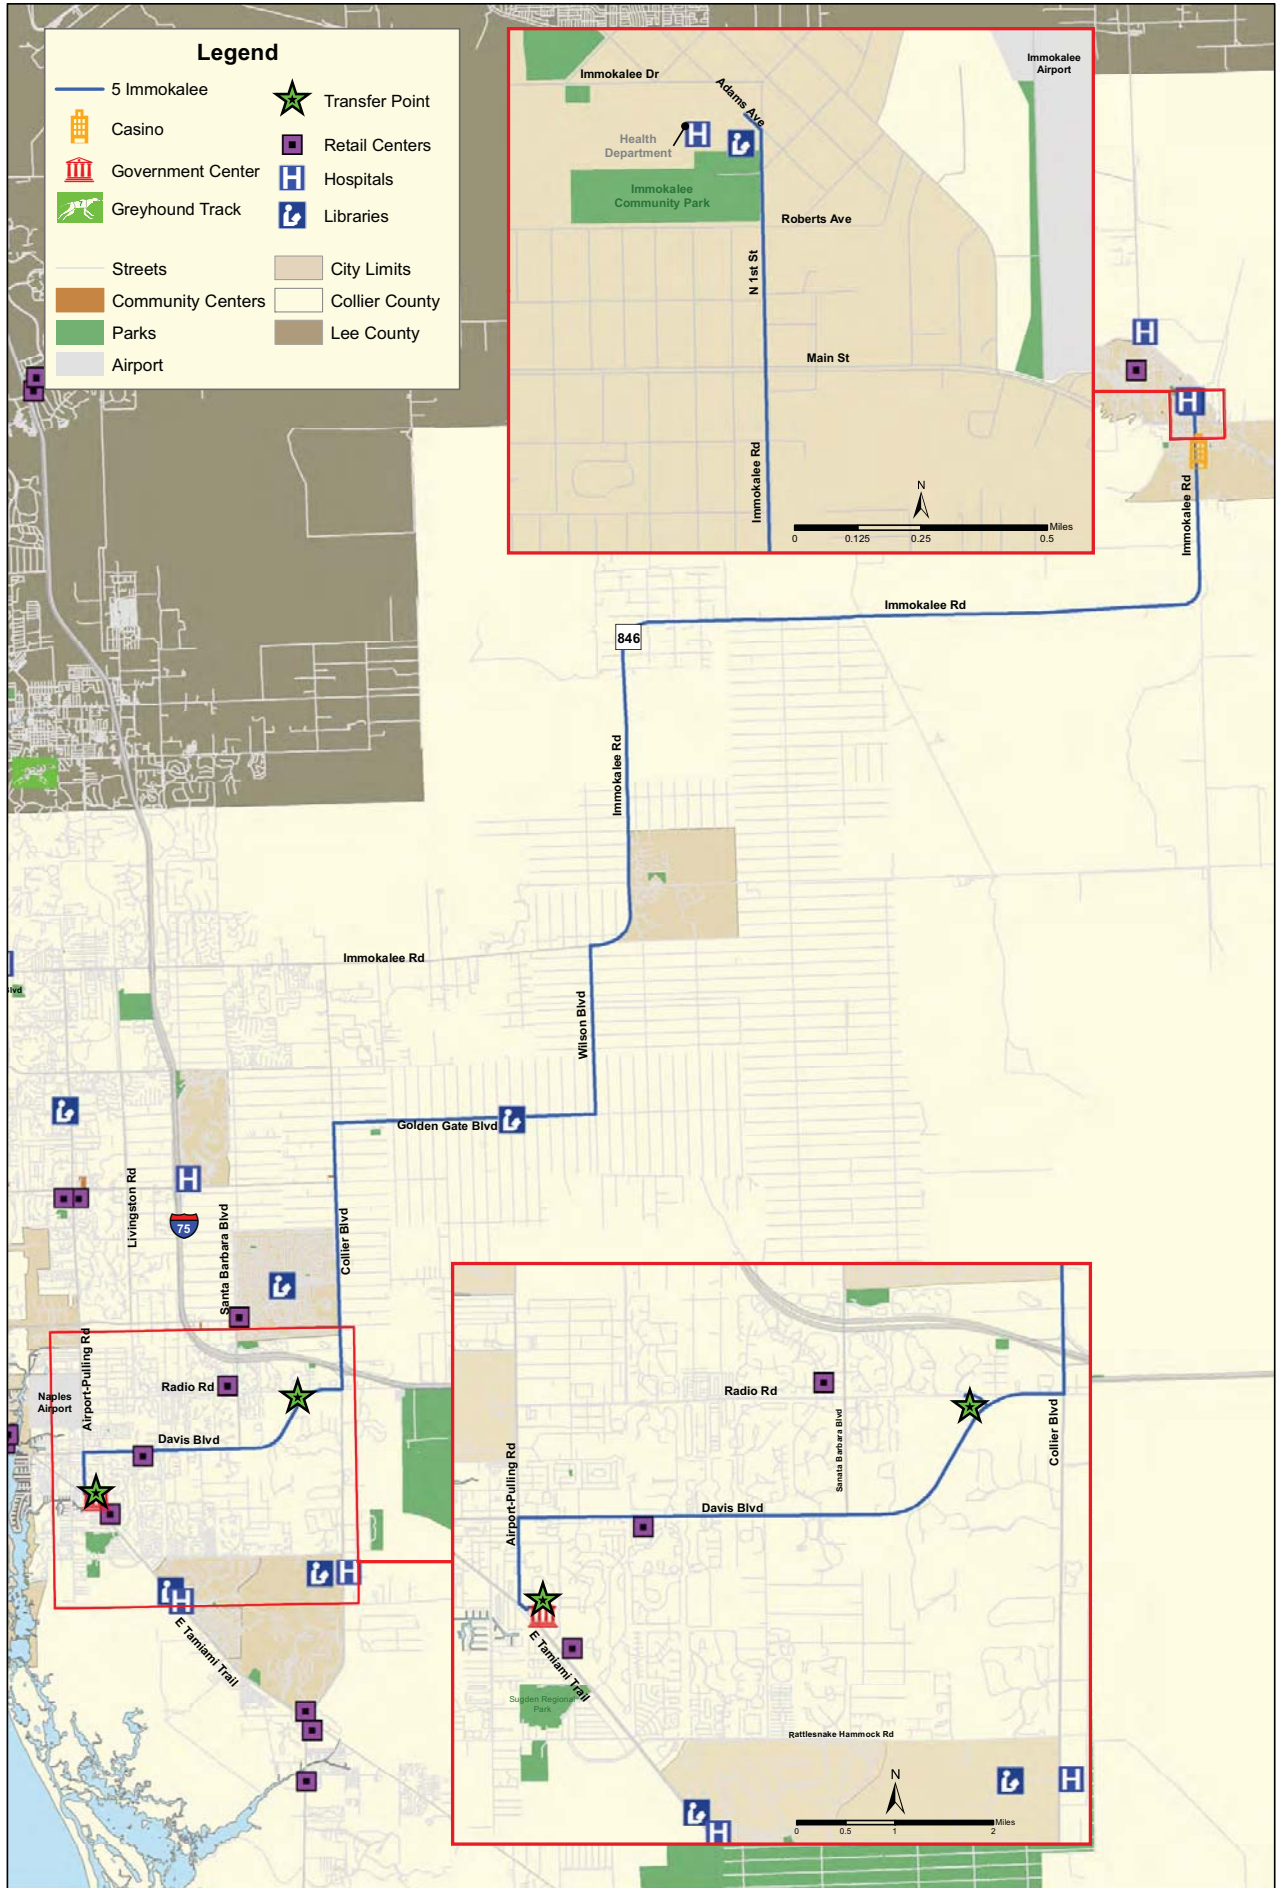 Legend
5 Immokalee
Casino
Government Center
Greyhound Track
Transfer Point
Retail Centers
Hospitals
Libraries
Streets
Community Centers
Parks
Airport
City Limits
Collier County
Lee County
Immokalee Dr
Adams Ave
Immokalee
Airport
Health
Department
H
Immokalee
Community Park
Roberts Ave
N 1st St
Main St
Immokalee Rd
N
Miles
0
0.125
0.25
0.5
H
H
Immokalee Rd
Immokalee Rd
846
Immokalee Rd
Immokalee Rd
lvd
Wilson Blvd
Golden Gate Blvd
H
Livingston Rd
75
Santa Barbara Blvd
Collier Blvd
Airport-Pulling Rd
Naples
Airport
Radio Rd
Davis Blvd
H
H
E Tamiami Trail
Radio Rd
Sanata Barbara Blvd
Collier Blvd
Airport-Pulling Rd
Davis Blvd
E Tamiami Trail
Sugden Regional
Park
Rattlesnake Hammock Rd
H
H
N
Miles
0
0.5
1
2